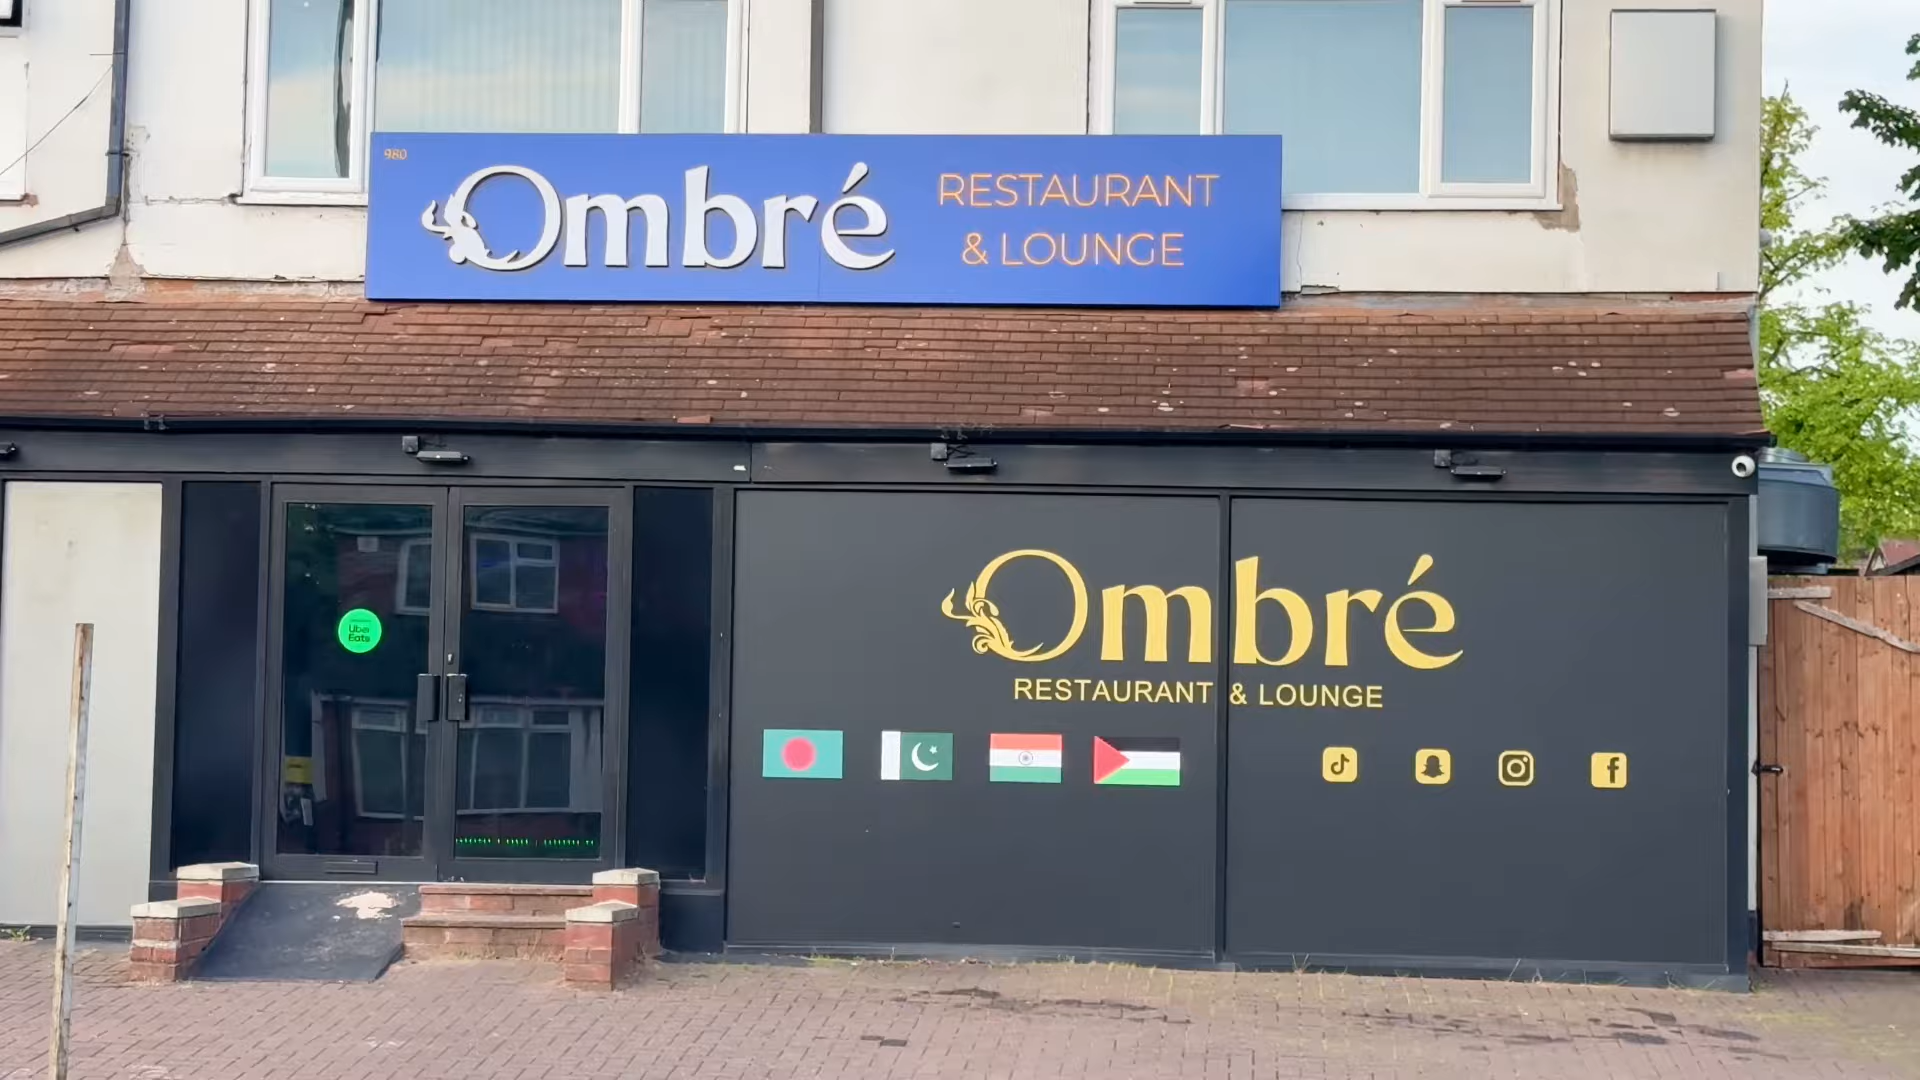 980
Ombré
RESTAURANT
& LOUNGE
Uber
Eats
Ombré
RESTAURANT & LOUNGE